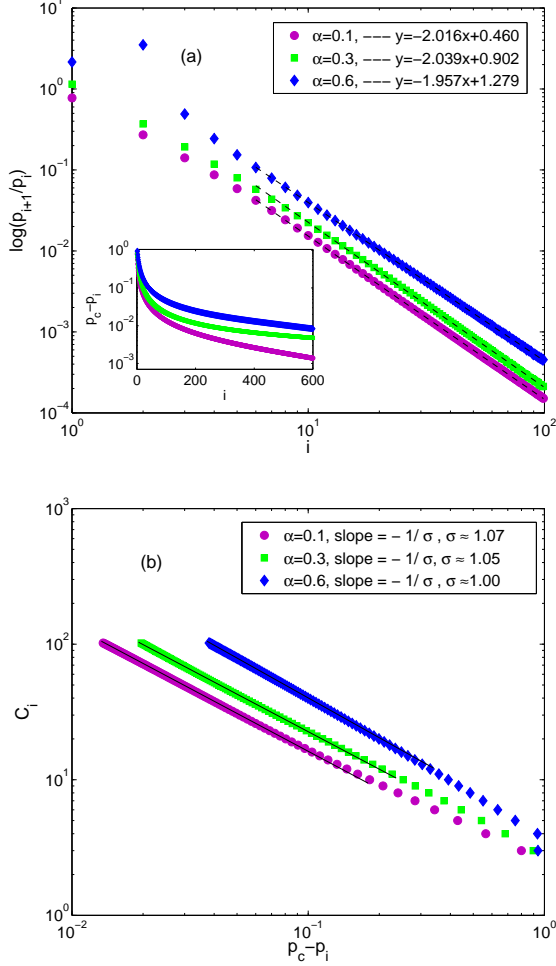 (a)
α=0.1, −−− y=−2.016x+0.460
α=0.3, −−− y=−2.039x+0.902
α=0.6, −−− y=−1.957x+1.279
log(p_{i+1}/p_i)
10^1
10^0
10^{−1}
10^{−2}
10^{−3}
10^{−4}
p_c−p_i
10^0
10^{−1}
10^{−2}
10^{−3}
0 200 400 600
i
10^0 10^1 10^2
i
(b)
α=0.1, slope = − 1/ σ , σ ≈ 1.07
α=0.3, slope = − 1/ σ, σ ≈ 1.05
α=0.6, slope = − 1/ σ , σ ≈1.00
C_i
10^3
10^2
10^1
10^0
10^{−2} 10^{−1} 10^0
p_c−p_i